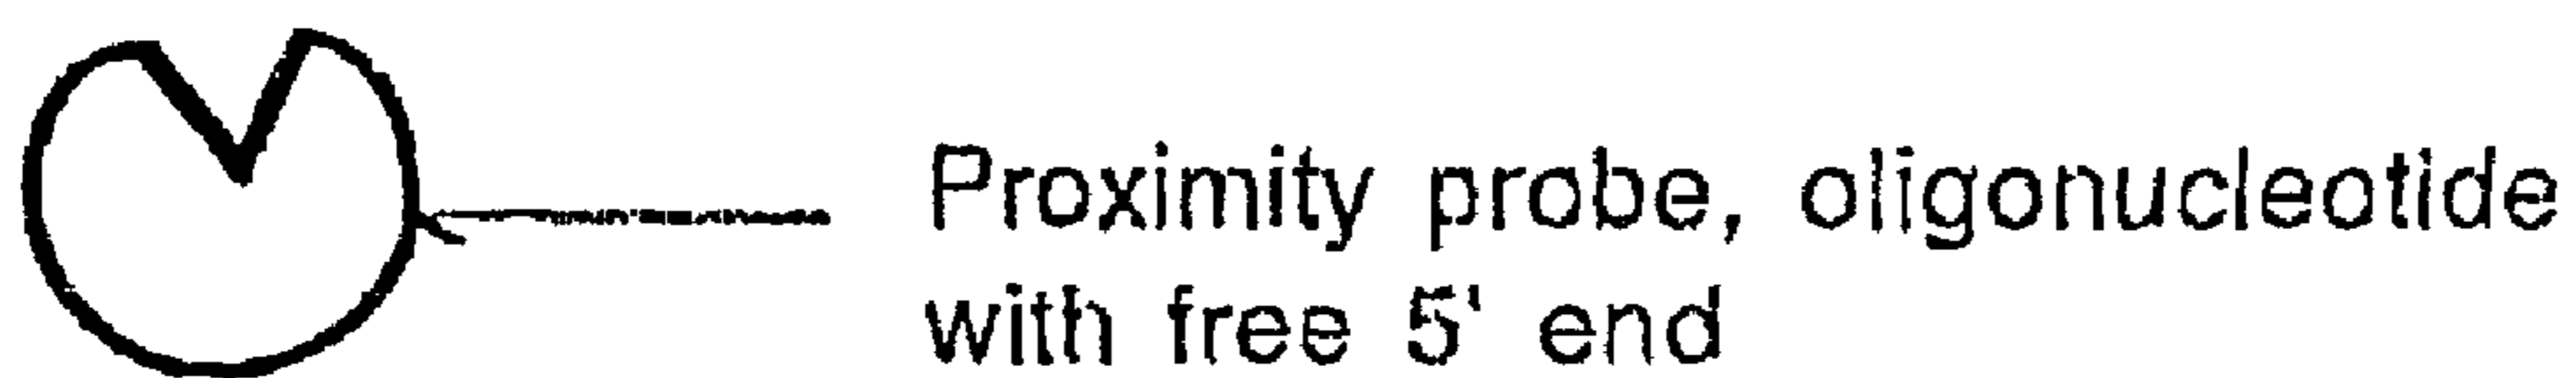 Proximity probe, oligonucleotide
with free 5' end